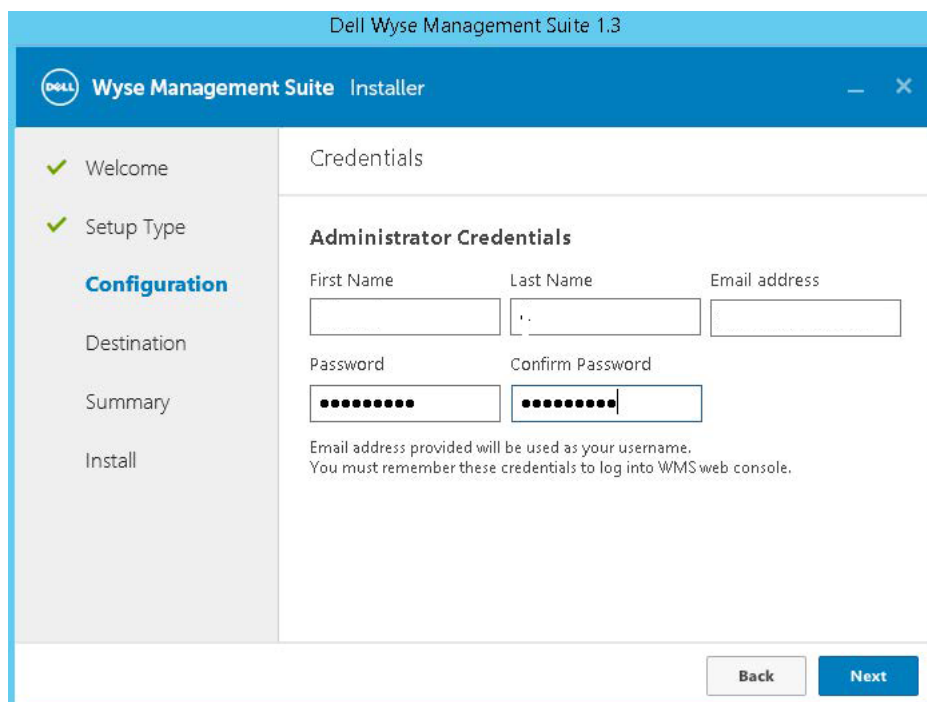 Dell Wyse Management Suite 1.3
DELL Wyse Management Suite Installer
Welcome
Setup Type
Configuration
Destination
Summary
Install
Credentials
Administrator Credentials
First Name Last Name Email address
Password Confirm Password
●●●●●●●●● ●●●●●●●●●
Email address provided will be used as your username.
You must remember these credentials to log into WMS web console.
Back Next